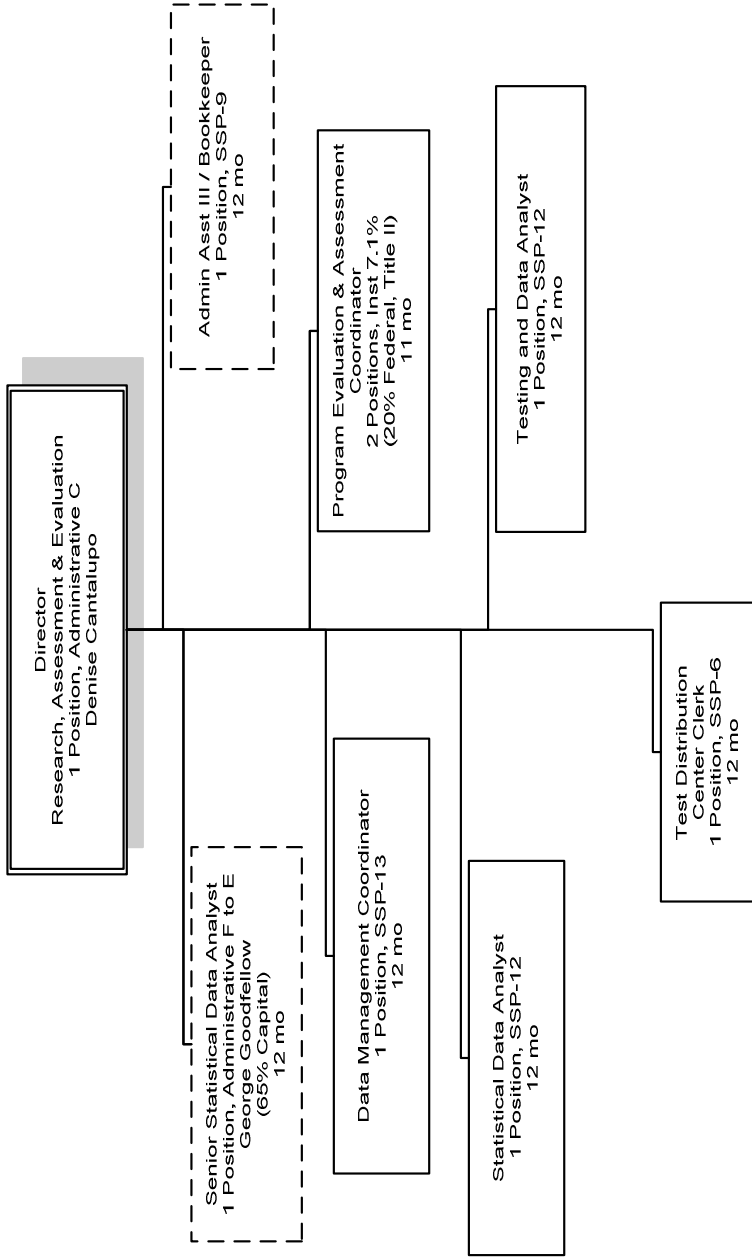 Director
Research, Assessment & Evaluation
1 Position, Administrative C
Denise Cantalupo
Senior Statistical Data Analyst
1 Position, Administrative F to E
George Goodfellow
(65% Capital)
12 mo
Admin Asst III / Bookkeeper
1 Position, SSP-9
12 mo
Data Management Coordinator
1 Position, SSP-13
12 mo
Program Evaluation & Assessment
Coordinator
2 Positions, Inst 7.1%
(20% Federal, Title II)
11 mo
Statistical Data Analyst
1 Position, SSP-12
12 mo
Testing and Data Analyst
1 Position, SSP-12
12 mo
Test Distribution
Center Clerk
1 Position, SSP-6
12 mo